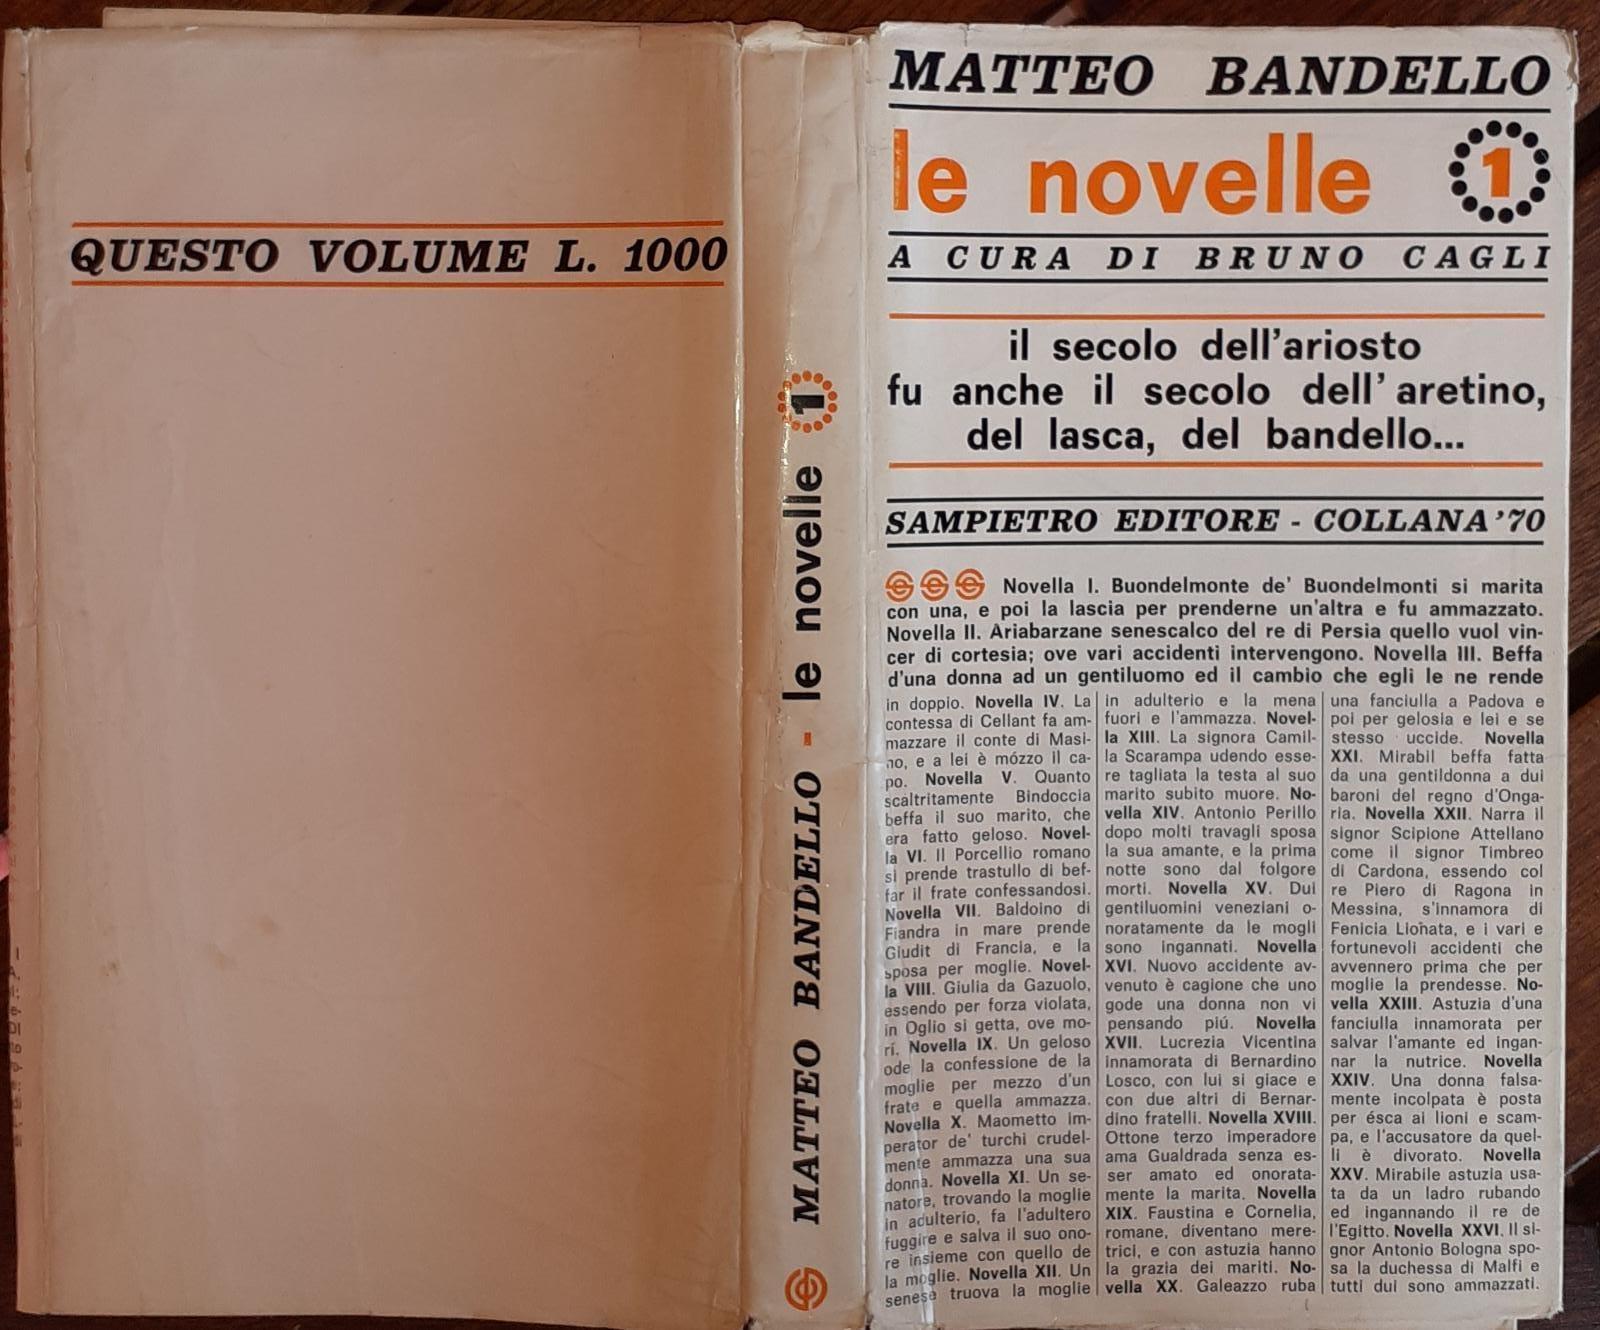 QUESTO VOLUME L. 1000
MATTEO BANDELLO - le novelle 1
MATTEO BANDELLO
le novelle 1
A CURA DI BRUNO CAGLI
il secolo dell'ariosto
fu anche il secolo dell'aretino,
del lasca, del bandello...
SAMPIETRO EDITORE - COLLANA '70
Novella I. Buondelmonte de' Buondelmonti si marita
con una, e poi la lascia per prenderne un'altra e fu ammazzato.
Novella II. Ariabarzane senescalco del re di Persia quello vuol vin-
cer di cortesia; ove vari accidenti intervengono. Novella III. Beffa
d'una donna ad un gentiluomo ed il cambio che egli le ne rende
in doppio. Novella IV. La
contessa di Cellant fa am-
mazzare il conte di Masi-
no, e a lei è mózzo il ca-
po. Novella V. Quanto
scaltritamente Bindoccia
beffa il suo marito, che
era fatto geloso. Novel-
la VI. Il Porcellio romano
si prende trastullo di bef-
far il frate confessandosi.
Novella VII. Baldoino di
Fiandra in mare prende
Giudit di Francia, e la
sposa per moglie. Novel-
la VIII. Giulia da Gazuolo,
essendo per forza violata,
in Oglio si getta, ove mo-
rí. Novella IX. Un geloso
ode la confessione de la
moglie per mezzo d'un
frate e quella ammazza.
Novella X. Maometto im-
perator de' turchi crudel-
mente ammazza una sua
donna. Novella XI. Un se-
natore, trovando la moglie
in adulterio, fa l'adultero
fuggire e salva il suo ono-
re insieme con quello de
la moglie. Novella XII. Un
senese truova la moglie
in adulterio e la mena
fuori e l'ammazza. Novel-
la XIII. La signora Camil-
la Scarampa udendo esse-
re tagliata la testa al suo
marito subito muore. No-
vella XIV. Antonio Perillo
dopo molti travagli sposa
la sua amante, e la prima
notte sono dal folgore
morti. Novella XV. Dui
gentiluomini veneziani o-
noratamente da le mogli
sono ingannati. Novella
XVI. Nuovo accidente av-
venuto è cagione che uno
gode una donna non vi
pensando piú. Novella
XVII. Lucrezia Vicentina
innamorata di Bernardino
Losco, con lui si giace e
con due altri di Bernar-
dino fratelli. Novella XVIII.
Ottone terzo imperadore
ama Gualdrada senza es-
ser amato ed onorata-
mente la marita. Novella
XIX. Faustina e Cornelia,
romane, diventano mere-
trici, e con astuzia hanno
la grazia dei mariti. No-
vella XX. Galeazzo ruba
una fanciulla a Padova e
poi per gelosia e lei e se
stesso uccide. Novella
XXI. Mirabil beffa fatta
da una gentildonna a dui
baroni del regno d'Onga-
ria. Novella XXII. Narra il
signor Scipione Attellano
come il signor Timbreo
di Cardona, essendo col
re Piero di Ragona in
Messina, s'innamora di
Fenicia Lionata, e i vari e
fortunevoli accidenti che
avvennero prima che per
moglie la prendesse. No-
vella XXIII. Astuzia d'una
fanciulla innamorata per
salvar l'amante ed ingan-
nar la nutrice. Novella
XXIV. Una donna falsa-
mente incolpata è posta
per ésca ai lioni e scam-
pa, e l'accusatore da quel-
li è divorato. Novella
XXV. Mirabile astuzia usa-
ta da un ladro rubando
ed ingannando il re de
l'Egitto. Novella XXVI. Il si-
gnor Antonio Bologna spo-
sa la duchessa di Malfi e
tutti dui sono ammazzati.